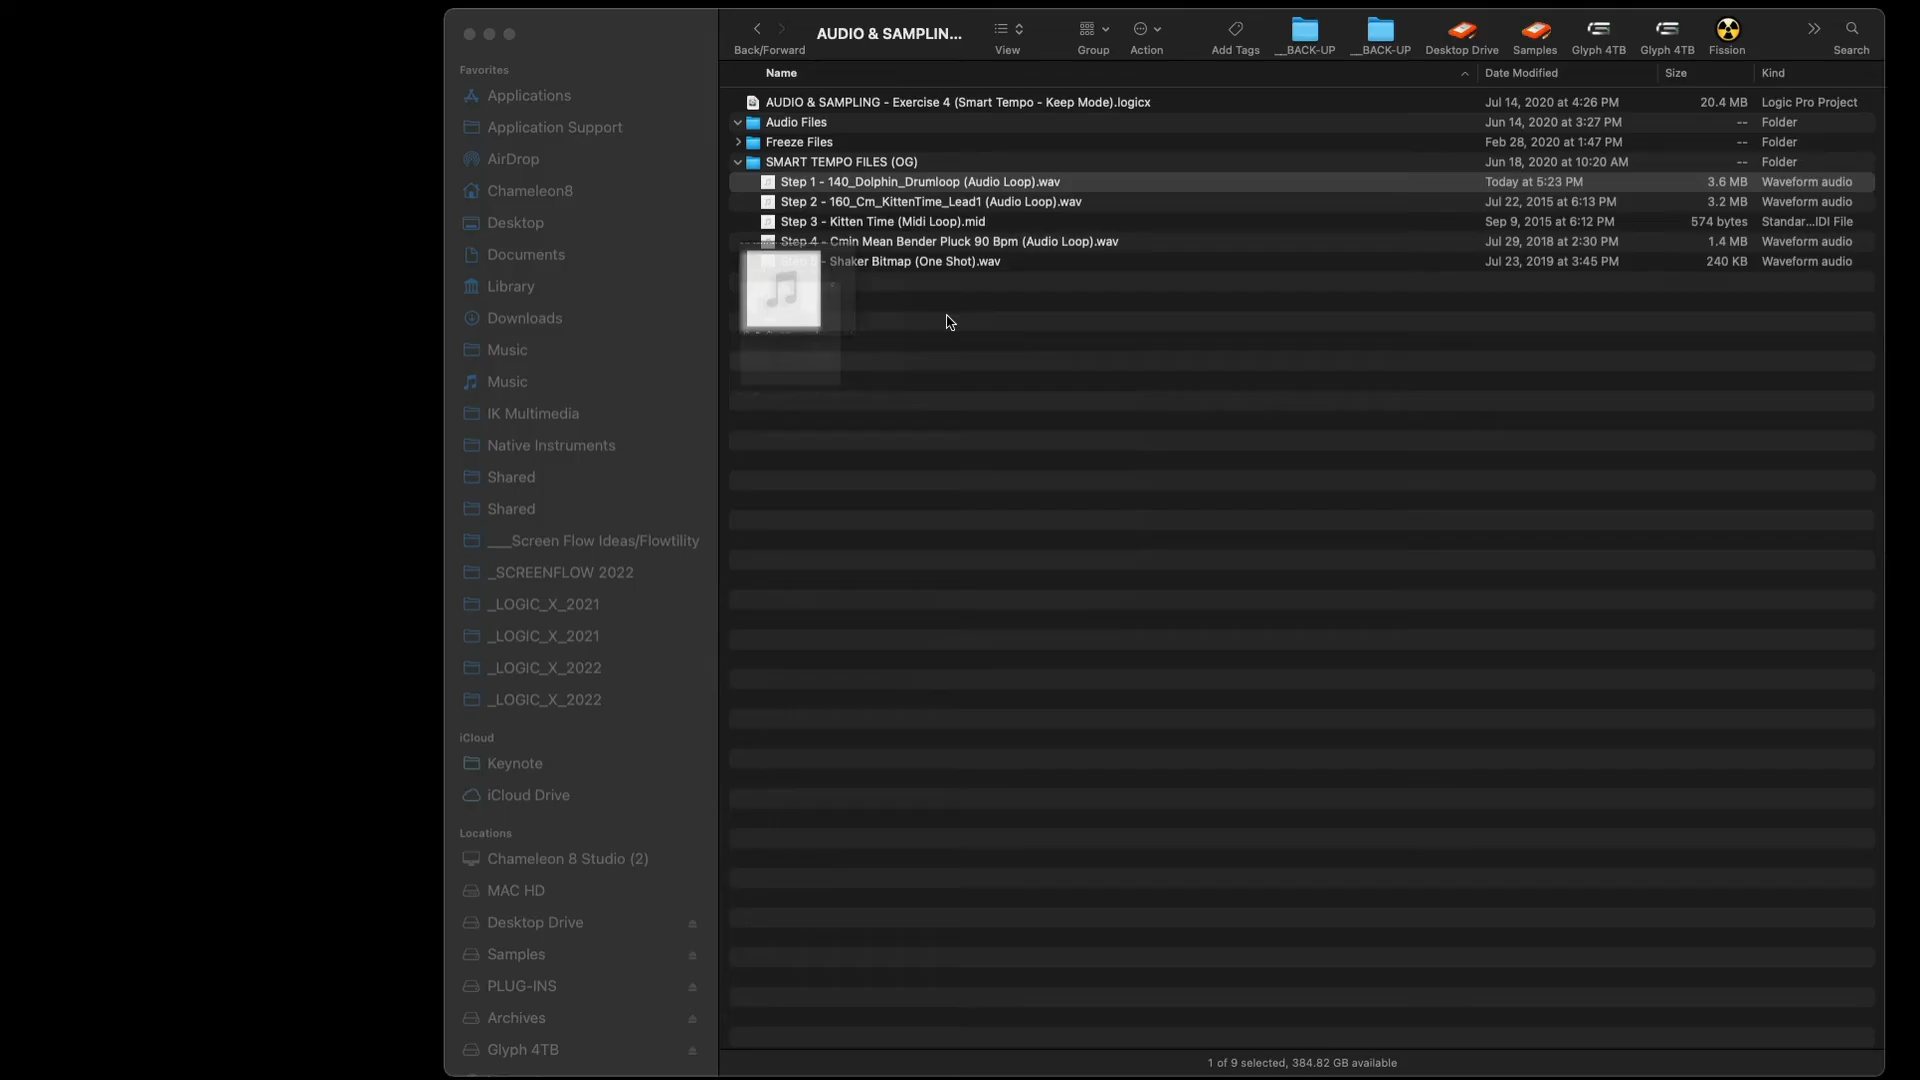 AUDIO & SAMPLIN...
Back/Forward
View
Group
Action
Add Tags
__BACK-UP
__BACK-UP
Desktop Drive
Samples
Glyph 4TB
Glyph 4TB
Fission
Search
Name Date Modified Size Kind
AUDIO & SAMPLING - Exercise 4 (Smart Tempo - Keep Mode).logicx Jul 14, 2020 at 4:26 PM 20.4 MB Logic Pro Project
Audio Files Jun 14, 2020 at 3:27 PM -- Folder
Freeze Files Feb 28, 2020 at 1:47 PM -- Folder
SMART TEMPO FILES (OG) Jun 18, 2020 at 10:20 AM -- Folder
Step 1 - 140_Dolphin_Drumloop (Audio Loop).wav Today at 5:23 PM 3.6 MB Waveform audio
Step 2 - 160_Cm_KittenTime_Lead1 (Audio Loop).wav Jul 22, 2015 at 6:13 PM 3.2 MB Waveform audio
Step 3 - Kitten Time (Midi Loop).mid Sep 9, 2015 at 6:12 PM 574 bytes Standar...IDI File
Step 4 - Cmin Mean Bender Pluck 90 Bpm (Audio Loop).wav Jul 29, 2018 at 2:30 PM 1.4 MB Waveform audio
- Shaker Bitmap (One Shot).wav Jul 23, 2019 at 3:45 PM 240 KB Waveform audio
Favorites
Applications
Application Support
AirDrop
Chameleon8
Desktop
Documents
Library
Downloads
Music
Music
IK Multimedia
Native Instruments
Shared
Shared
___Screen Flow Ideas/Flowtility
_SCREENFLOW 2022
_LOGIC_X_2021
_LOGIC_X_2021
_LOGIC_X_2022
_LOGIC_X_2022
iCloud
Keynote
iCloud Drive
Locations
Chameleon 8 Studio (2)
MAC HD
Desktop Drive
Samples
PLUG-INS
Archives
Glyph 4TB
1 of 9 selected, 384.82 GB available